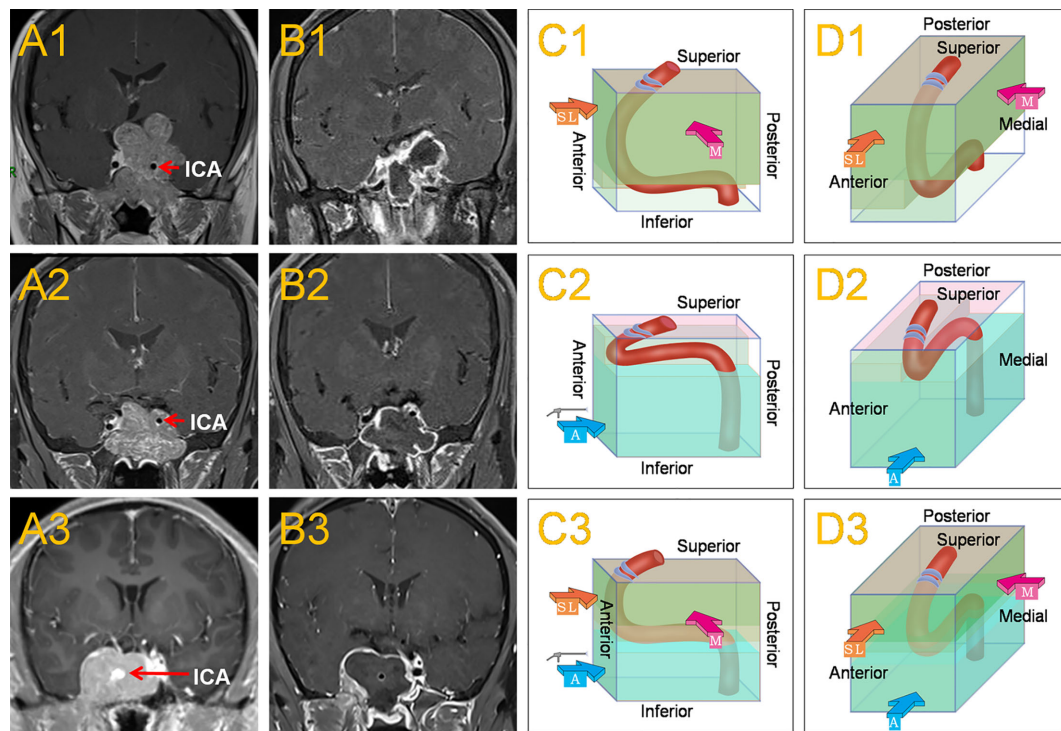 A1
ICA
R
B1
C1
Superior
SL
Anterior
M
Posterior
Inferior
D1
Posterior
Superior
M
Medial
SL
Anterior
A2
ICA
B2
C2
Superior
Anterior
Posterior
A
Inferior
D2
Posterior
Superior
Medial
Anterior
A
A3
ICA
B3
C3
Superior
SL
Anterior
M
Posterior
A
Inferior
D3
Posterior
Superior
M
Medial
SL
Anterior
A